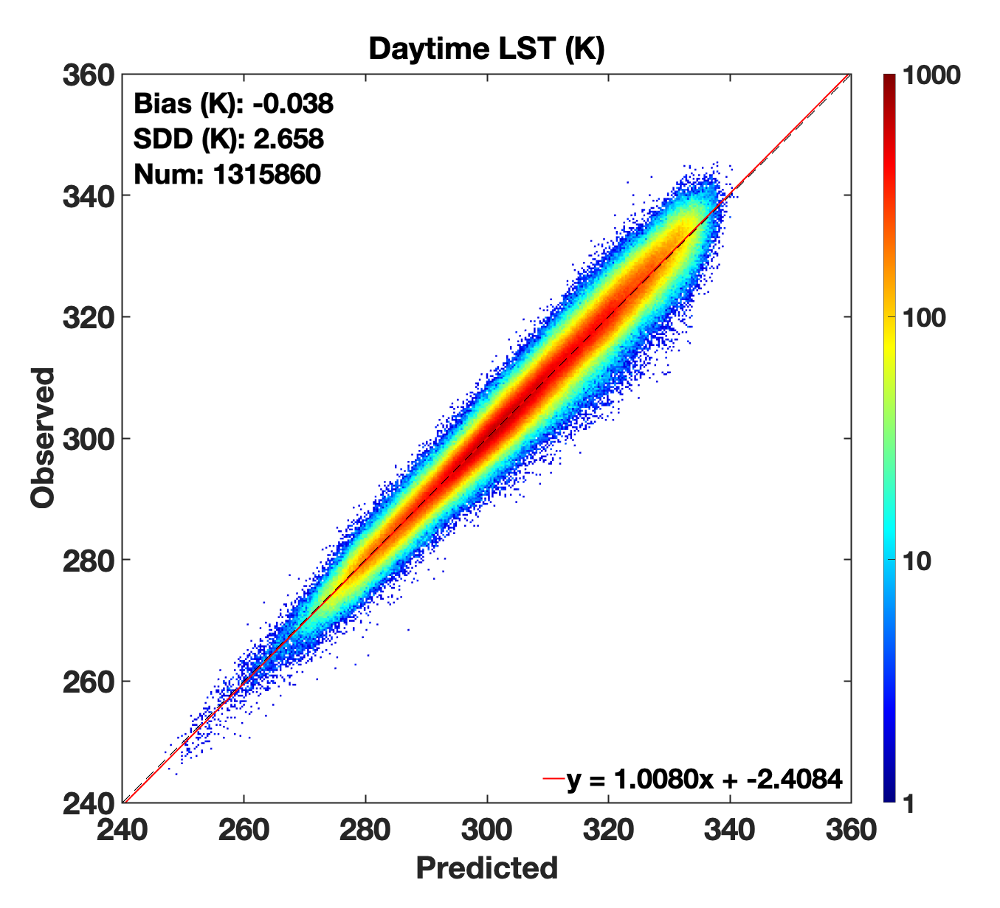 Daytime LST (K)
Bias (K): -0.038
SDD (K): 2.658
Num: 1315860
360
340
320
300
280
260
240
Observed
y = 1.0080x + -2.4084
240 260 280 300 320 340 360
Predicted
1000
100
10
1